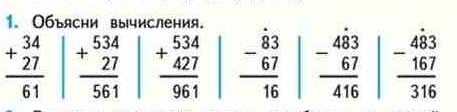 1. Объясни вычисления.
+ 34 | + 534 | + 534 | − 83 | − 483 | − 483
27 | 27 | 427 | 67 | 67 | 167
61 | 561 | 961 | 16 | 416 | 316